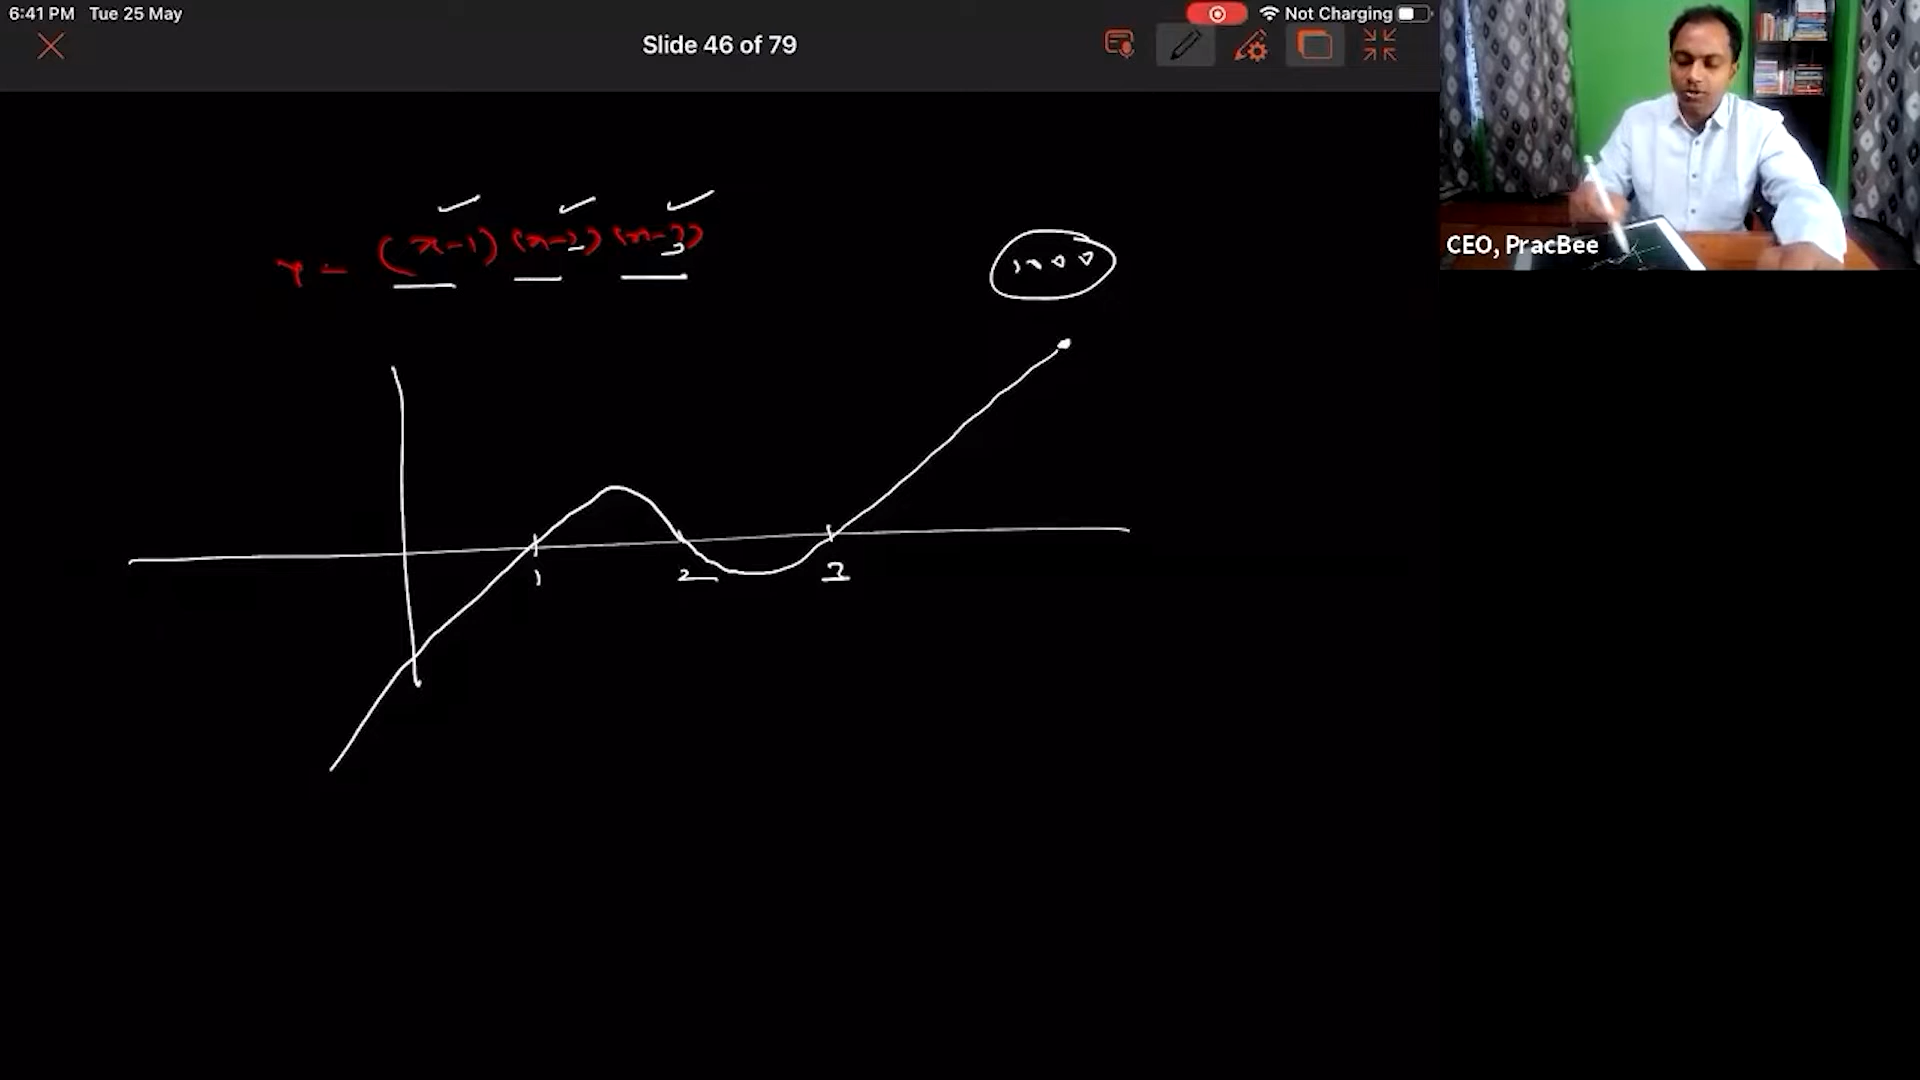 6:41 PM Tue 25 May
Not Charging
Slide 46 of 79
CEO, PracBee
y = (x-1) (x-2) (x-3)
1000
1 2 3